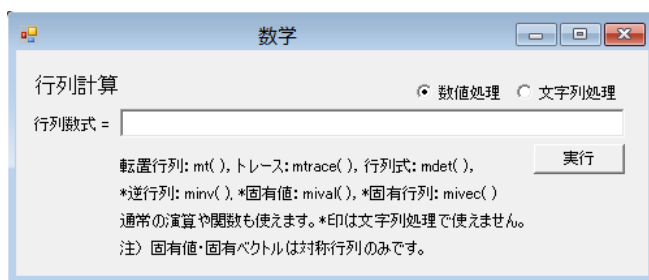 数学
行列計算
数値処理 文字列処理
行列数式 =
転置行列: mt( ), トレース: mtrace( ), 行列式: mdet( ),
実行
*逆行列: minv( ), *固有値: mival( ), *固有行列: mivec( )
通常の演算や関数も使えます。*印は文字列処理で使えません。
注） 固有値・固有ベクトルは対称行列のみです。